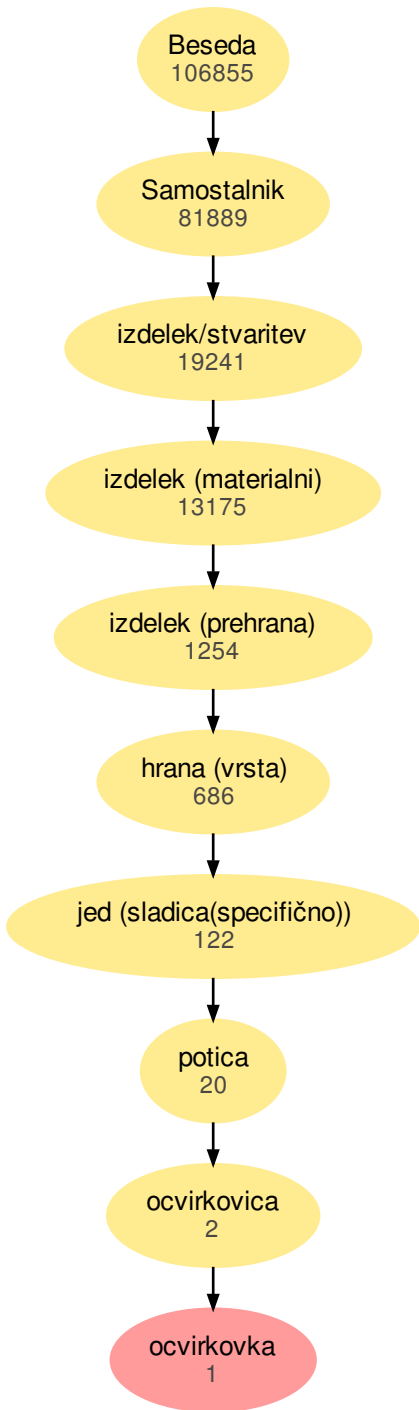 Beseda
106855
Samostalnik
81889
izdelek/stvaritev
19241
izdelek (materialni)
13175
izdelek (prehrana)
1254
hrana (vrsta)
686
jed (sladica(specifično))
122
potica
20
ocvirkovica
2
ocvirkovka
1